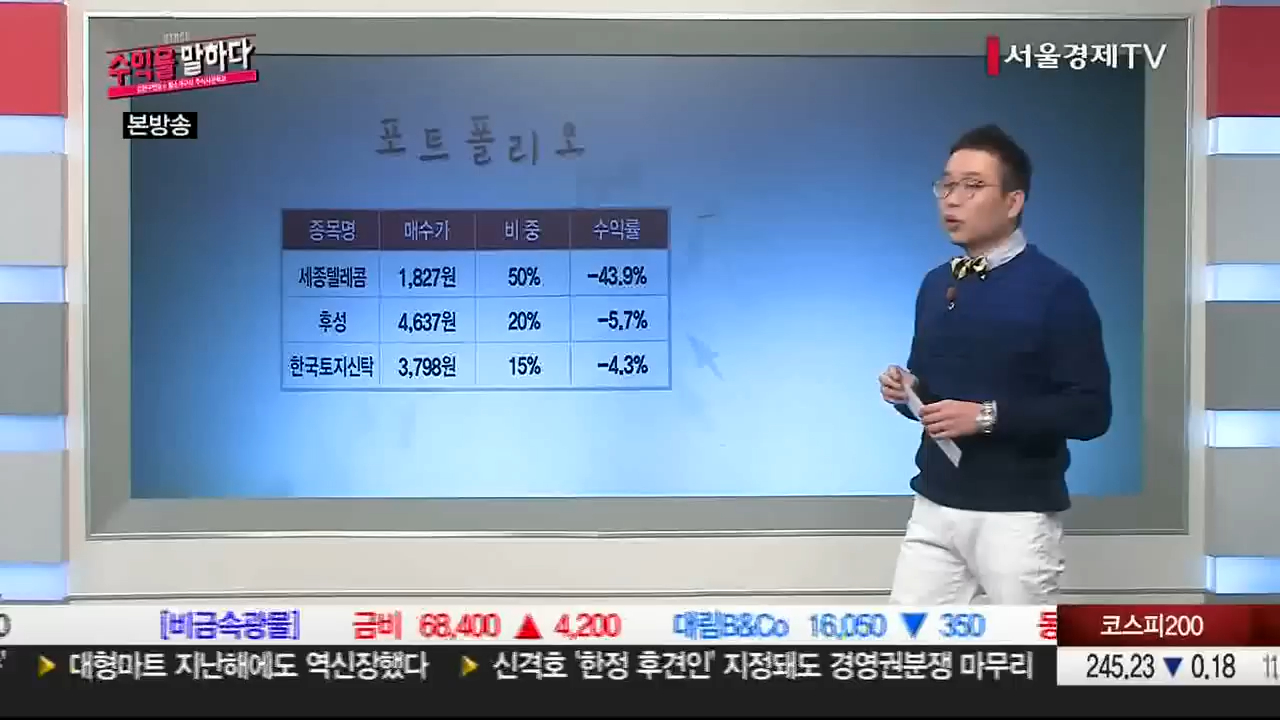 수익률 말하다
서울경제TV
본방송
포트폴리오
종목명 매수가 비 중 수익률
세종텔레콤 1,827원 50% -43.9%
후성 4,637원 20% -5.7%
한국토지신탁 3,798원 15% -4.3%
[비금속광물] 금비 68,400 ▲ 4,200 대림B&Co 16,050 ▼ 350
코스피200
▶ 대형마트 지난해에도 역신장했다 ▶ 신격호 '한정 후견인' 지정돼도 경영권분쟁 마무리
245.23 ▼ 0.18